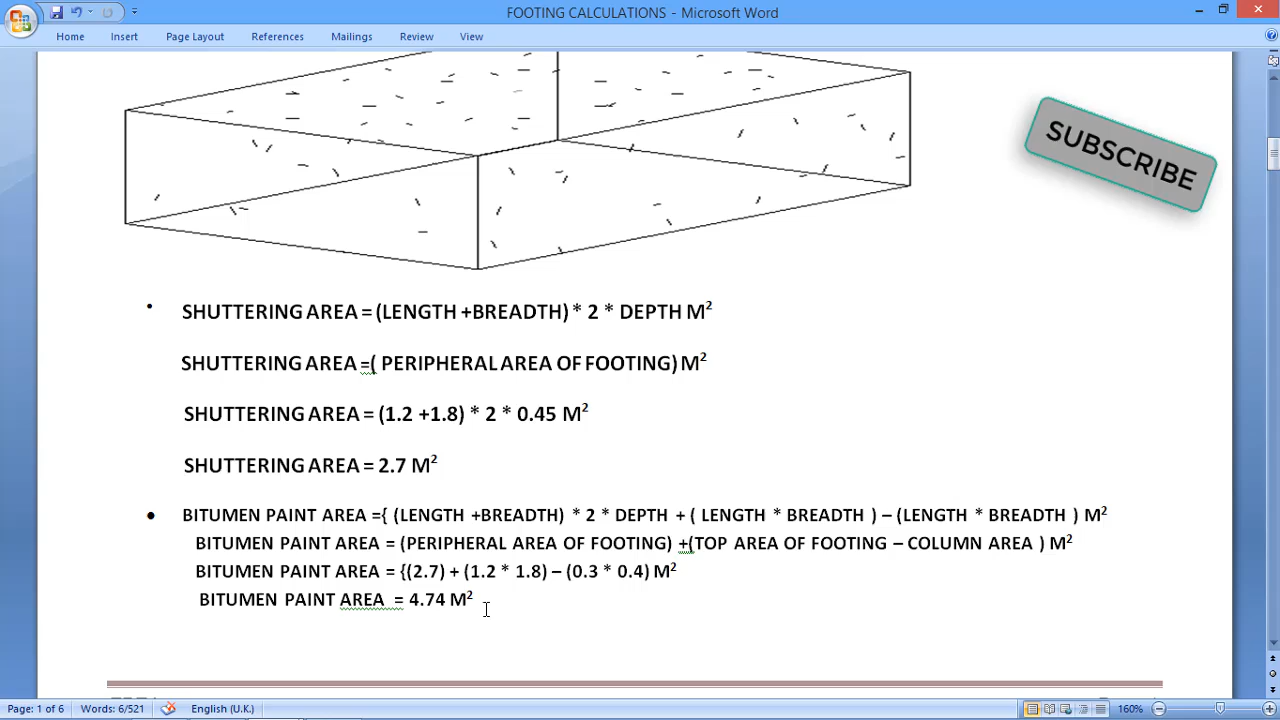 FOOTING CALCULATIONS - Microsoft Word
Home Insert Page Layout References Mailings Review View
SUBSCRIBE
• SHUTTERING AREA = (LENGTH +BREADTH) * 2 * DEPTH M²
SHUTTERING AREA =( PERIPHERAL AREA OF FOOTING) M²
SHUTTERING AREA = (1.2 +1.8) * 2 * 0.45 M²
SHUTTERING AREA = 2.7 M²
• BITUMEN PAINT AREA ={ (LENGTH +BREADTH) * 2 * DEPTH + ( LENGTH * BREADTH ) – (LENGTH * BREADTH ) M²
BITUMEN PAINT AREA = (PERIPHERAL AREA OF FOOTING) +(TOP AREA OF FOOTING – COLUMN AREA ) M²
BITUMEN PAINT AREA = {(2.7) + (1.2 * 1.8) – (0.3 * 0.4) M²
BITUMEN PAINT AREA = 4.74 M²
Page: 1 of 6 Words: 6/521 English (U.K.) 160%